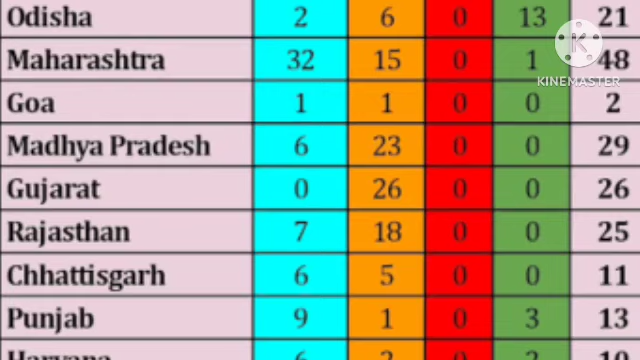 Odisha 2 6 0 13 21
Maharashtra 32 15 0 1 48
Goa 1 1 0 0 2
Madhya Pradesh 6 23 0 0 29
Gujarat 0 26 0 0 26
Rajasthan 7 18 0 0 25
Chhattisgarh 6 5 0 0 11
Punjab 9 1 0 3 13
Haryana 6 2 0 2 10
K
KINEMASTER